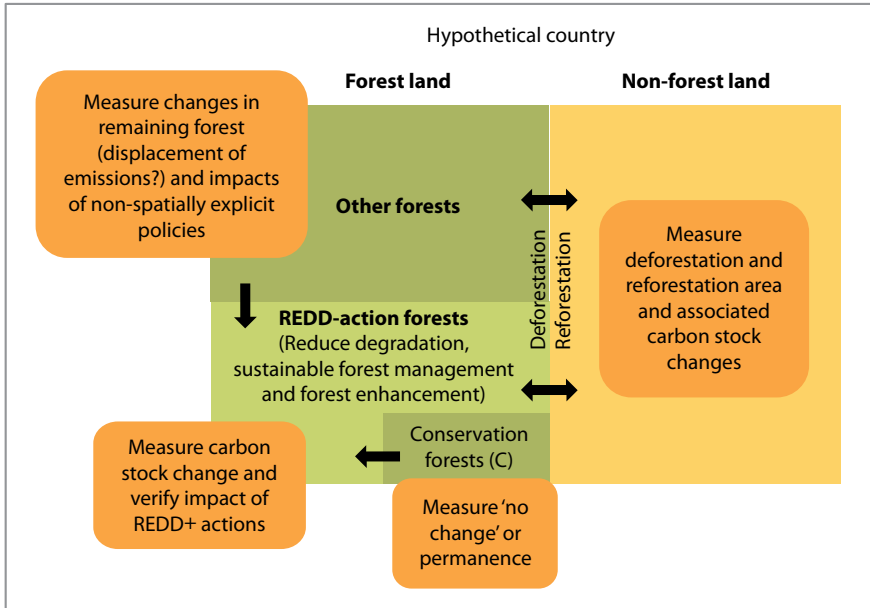 Hypothetical country
Forest land
Non-forest land
Measure changes in
remaining forest
(displacement of
emissions?) and impacts
of non-spatially explicit
policies
Other forests
Deforestation
Reforestation
Measure
deforestation and
reforestation area
and associated
carbon stock
changes
REDD-action forests
(Reduce degradation,
sustainable forest management
and forest enhancement)
Conservation
forests (C)
Measure carbon
stock change and
verify impact of
REDD+ actions
Measure ‘no
change’ or
permanence